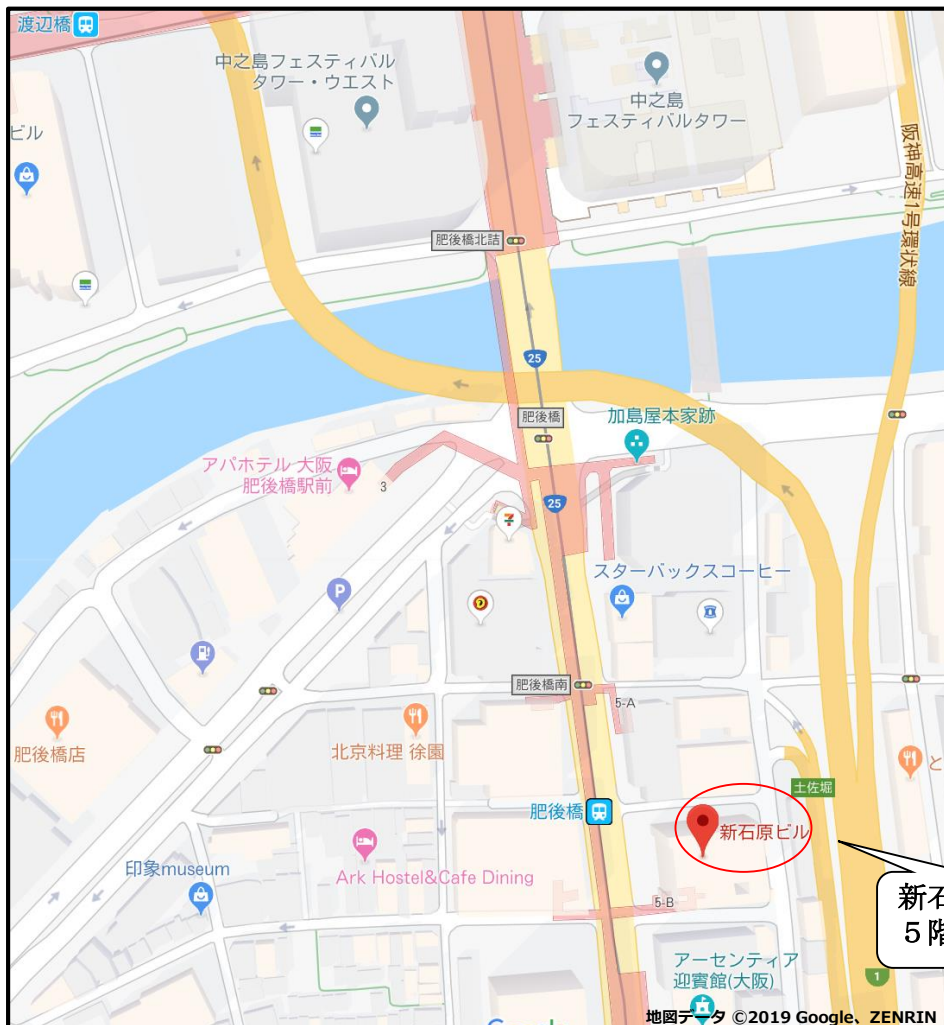 渡辺橋
中之島フェスティバル
タワー・ウエスト
中之島
フェスティバルタワー
ビル
阪神高速1号環状線
肥後橋北詰
25
肥後橋
加島屋本家跡
アパホテル 大阪
肥後橋駅前
3
25
7
スターバックスコーヒー
P
肥後橋南
5-A
肥後橋店
北京料理 徐園
と
土佐堀
肥後橋
新石原ビル
印象museum
Ark Hostel&Cafe Dining
新石
5階
5-B
アーセンティア
迎賓館(大阪)
1
地図データ ©2019 Google、ZENRIN